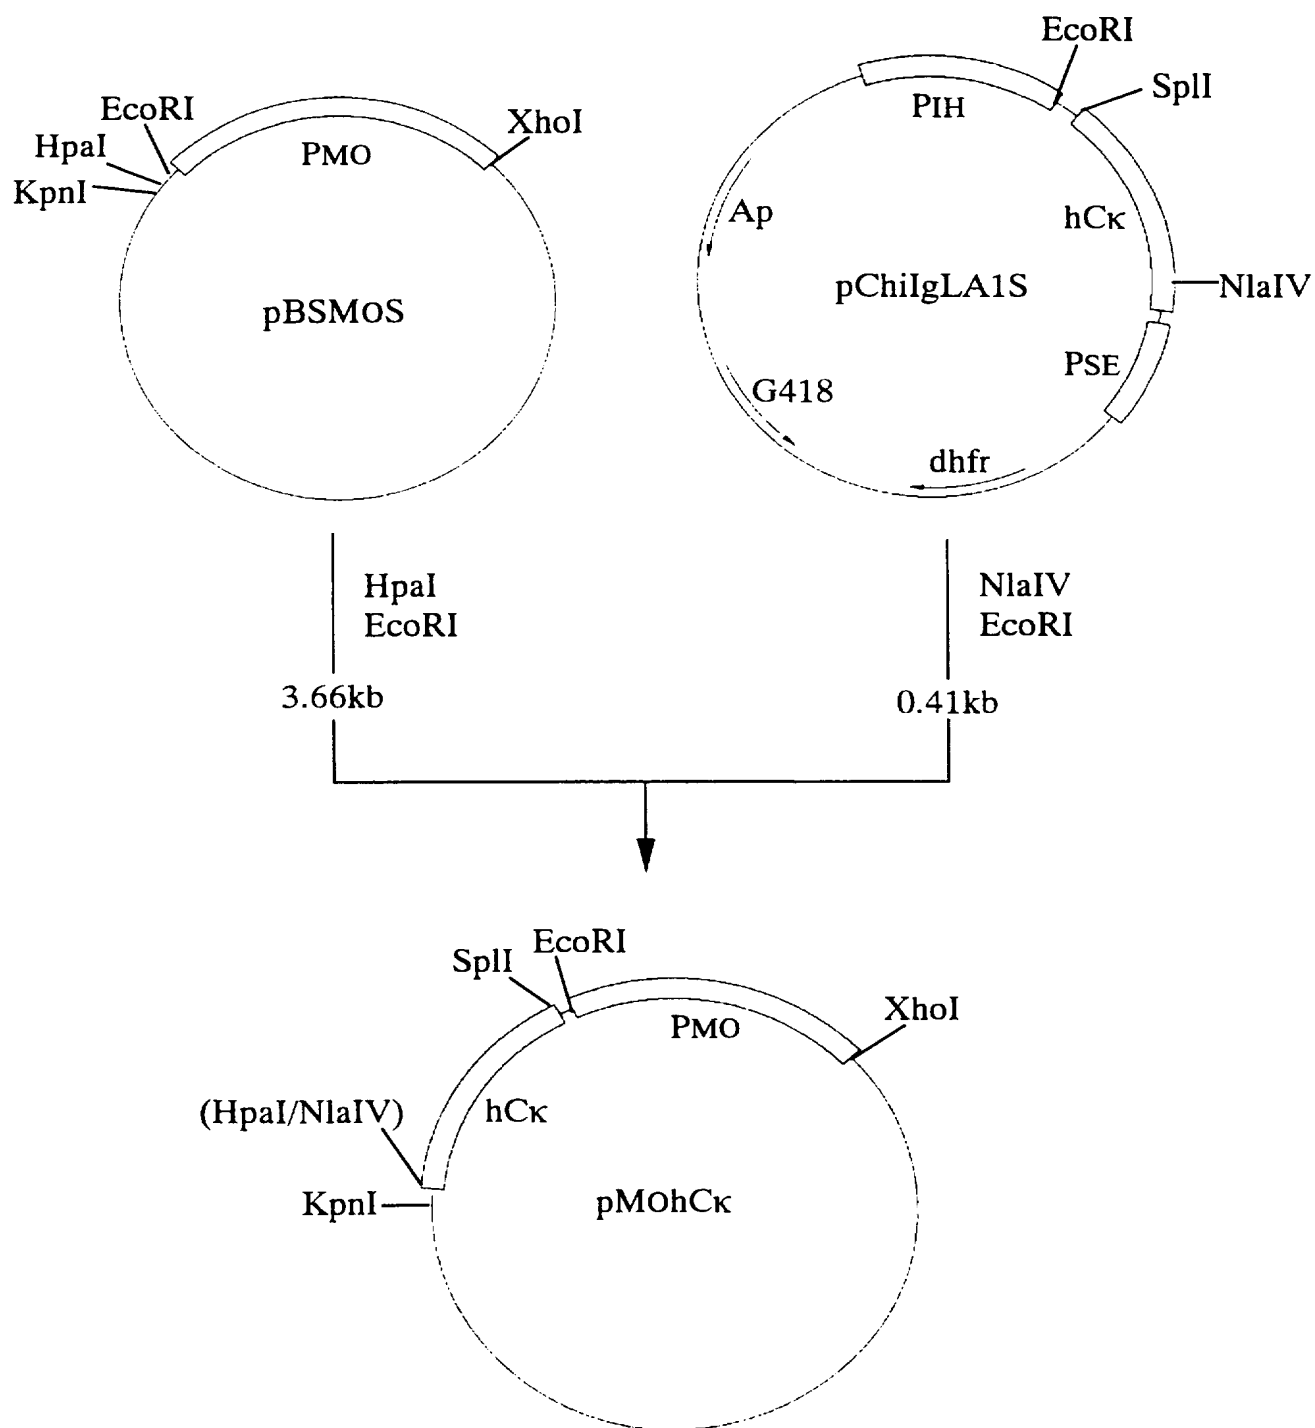 EcoRI
HpaI
KpnI
PMO
XhoI
pBSMOS
EcoRI
SplI
PIH
Ap
hCκ
pChiIgLA1S
NlaIV
PSE
G418
dhfr
HpaI
EcoRI
3.66kb
NlaIV
EcoRI
0.41kb
SplI
EcoRI
PMO
XhoI
(HpaI/NlaIV)
hCκ
KpnI
pMOhCκ